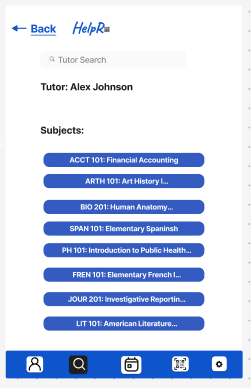 Back
HelpR
Tutor Search
Tutor: Alex Johnson
Subjects:
ACCT 101: Financial Accounting
ARTH 101: Art History I...
BIO 201: Human Anatomy...
SPAN 101: Elementary Spaninsh
PH 101: Introduction to Public Health...
FREN 101: Elementary French I...
JOUR 201: Investigative Reportin...
LIT 101: American Literature...